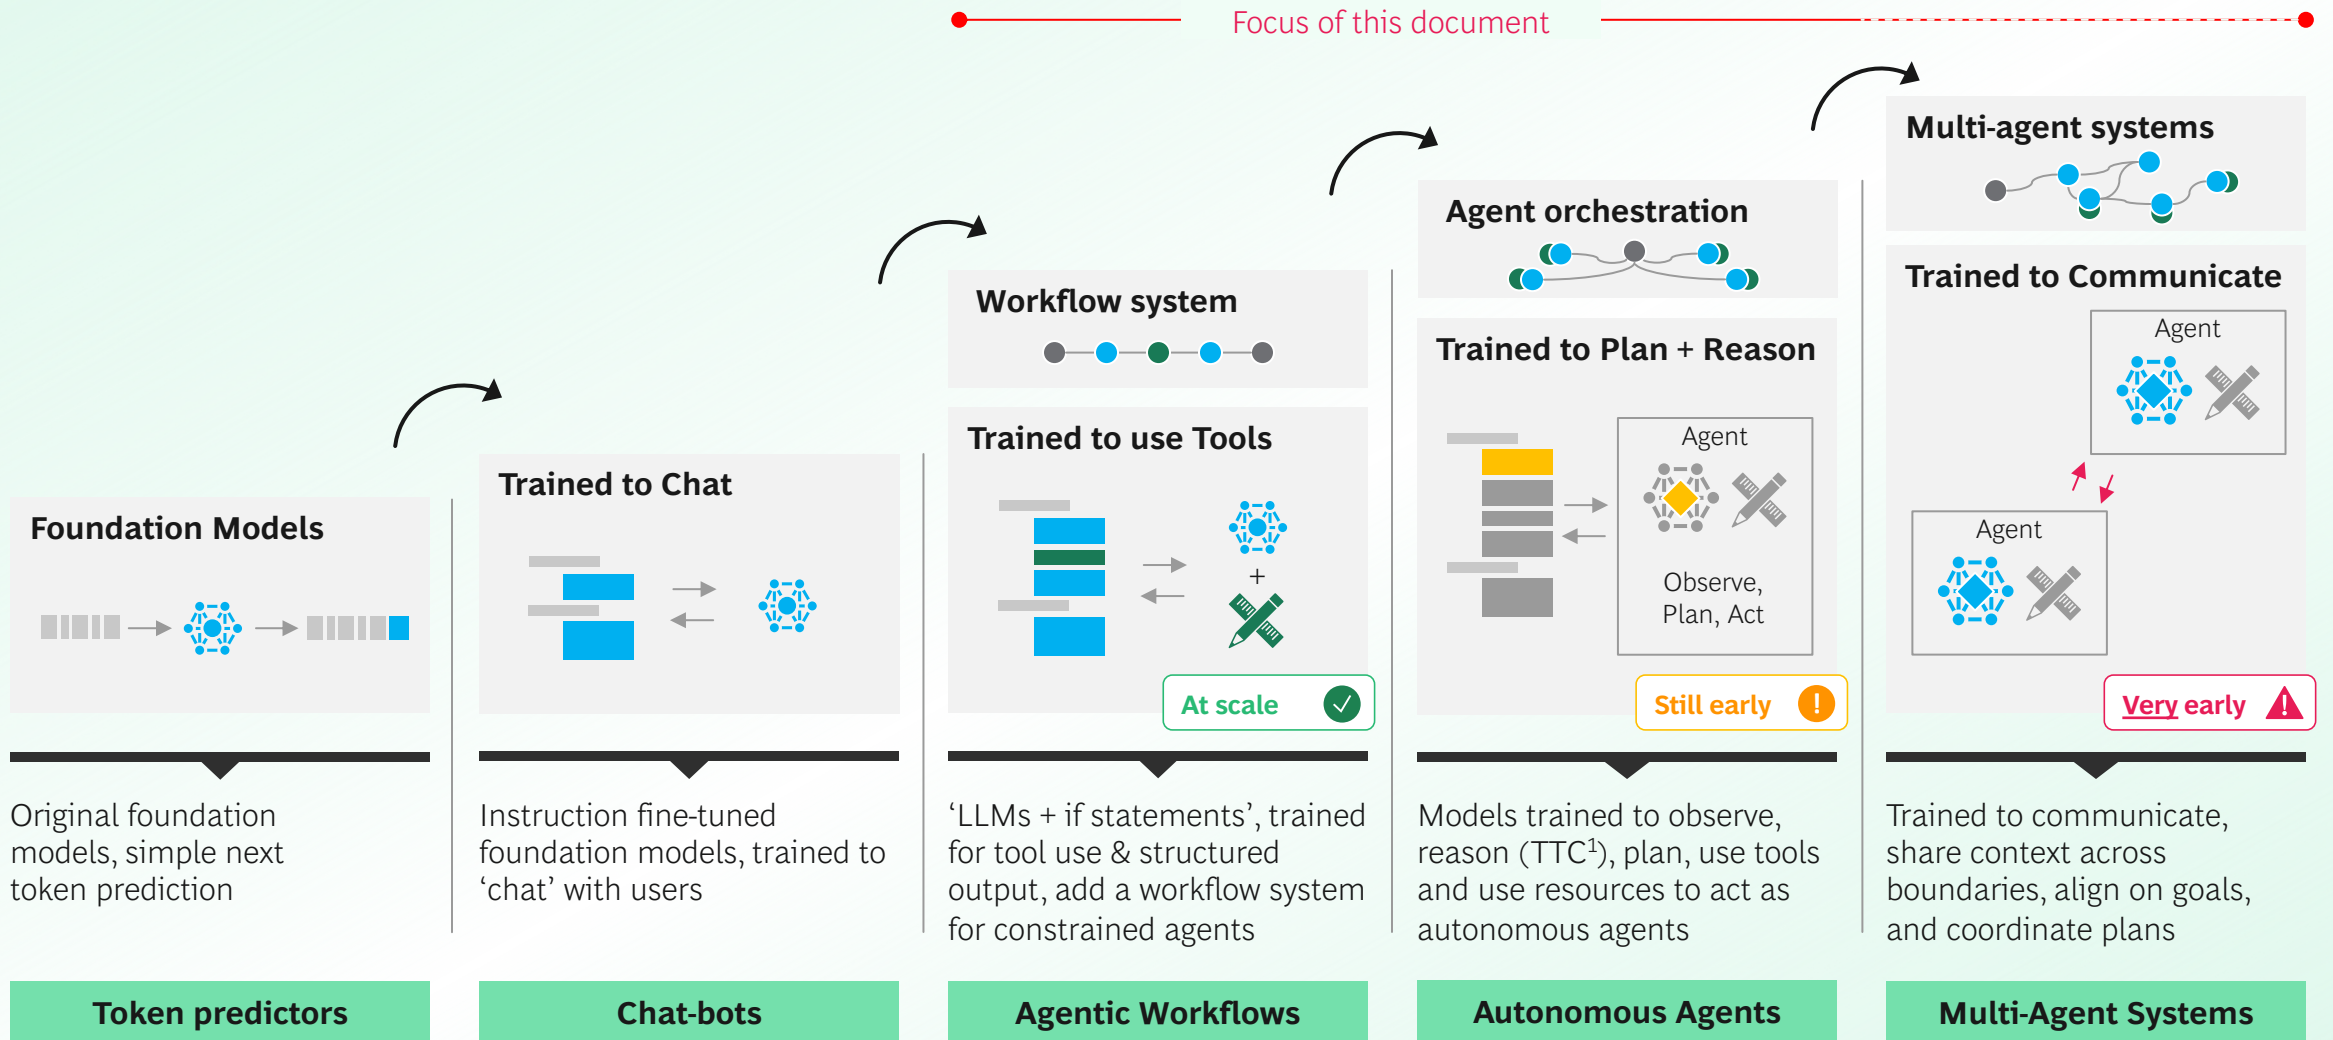 Focus of this document
Foundation Models
Original foundation
models, simple next
token prediction
Token predictors
Trained to Chat
Instruction fine-tuned
foundation models, trained to
‘chat’ with users
Chat-bots
Workflow system
Trained to use Tools
+
At scale
‘LLMs + if statements’, trained
for tool use & structured
output, add a workflow system
for constrained agents
Agentic Workflows
Agent orchestration
Trained to Plan + Reason
Agent
Observe,
Plan, Act
Still early
Models trained to observe,
reason (TTC¹), plan, use tools
and use resources to act as
autonomous agents
Autonomous Agents
Multi-agent systems
Trained to Communicate
Agent
Agent
Very early
Trained to communicate,
share context across
boundaries, align on goals,
and coordinate plans
Multi-Agent Systems